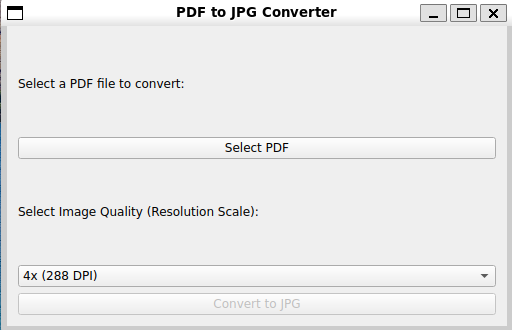 PDF to JPG Converter
Select a PDF file to convert:
Select PDF
Select Image Quality (Resolution Scale):
4x (288 DPI)
Convert to JPG